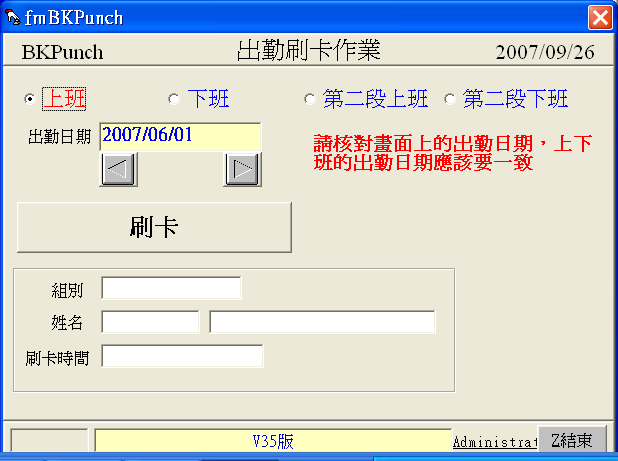 fmBKPunch
BKPunch 出勤刷卡作業 2007/09/26
上班 下班 第二段上班 第二段下班
出勤日期 2007/06/01
請核對畫面上的出勤日期，上下
班的出勤日期應該要一致
刷卡
組別
姓名
刷卡時間
V35版 Administrat Z結束